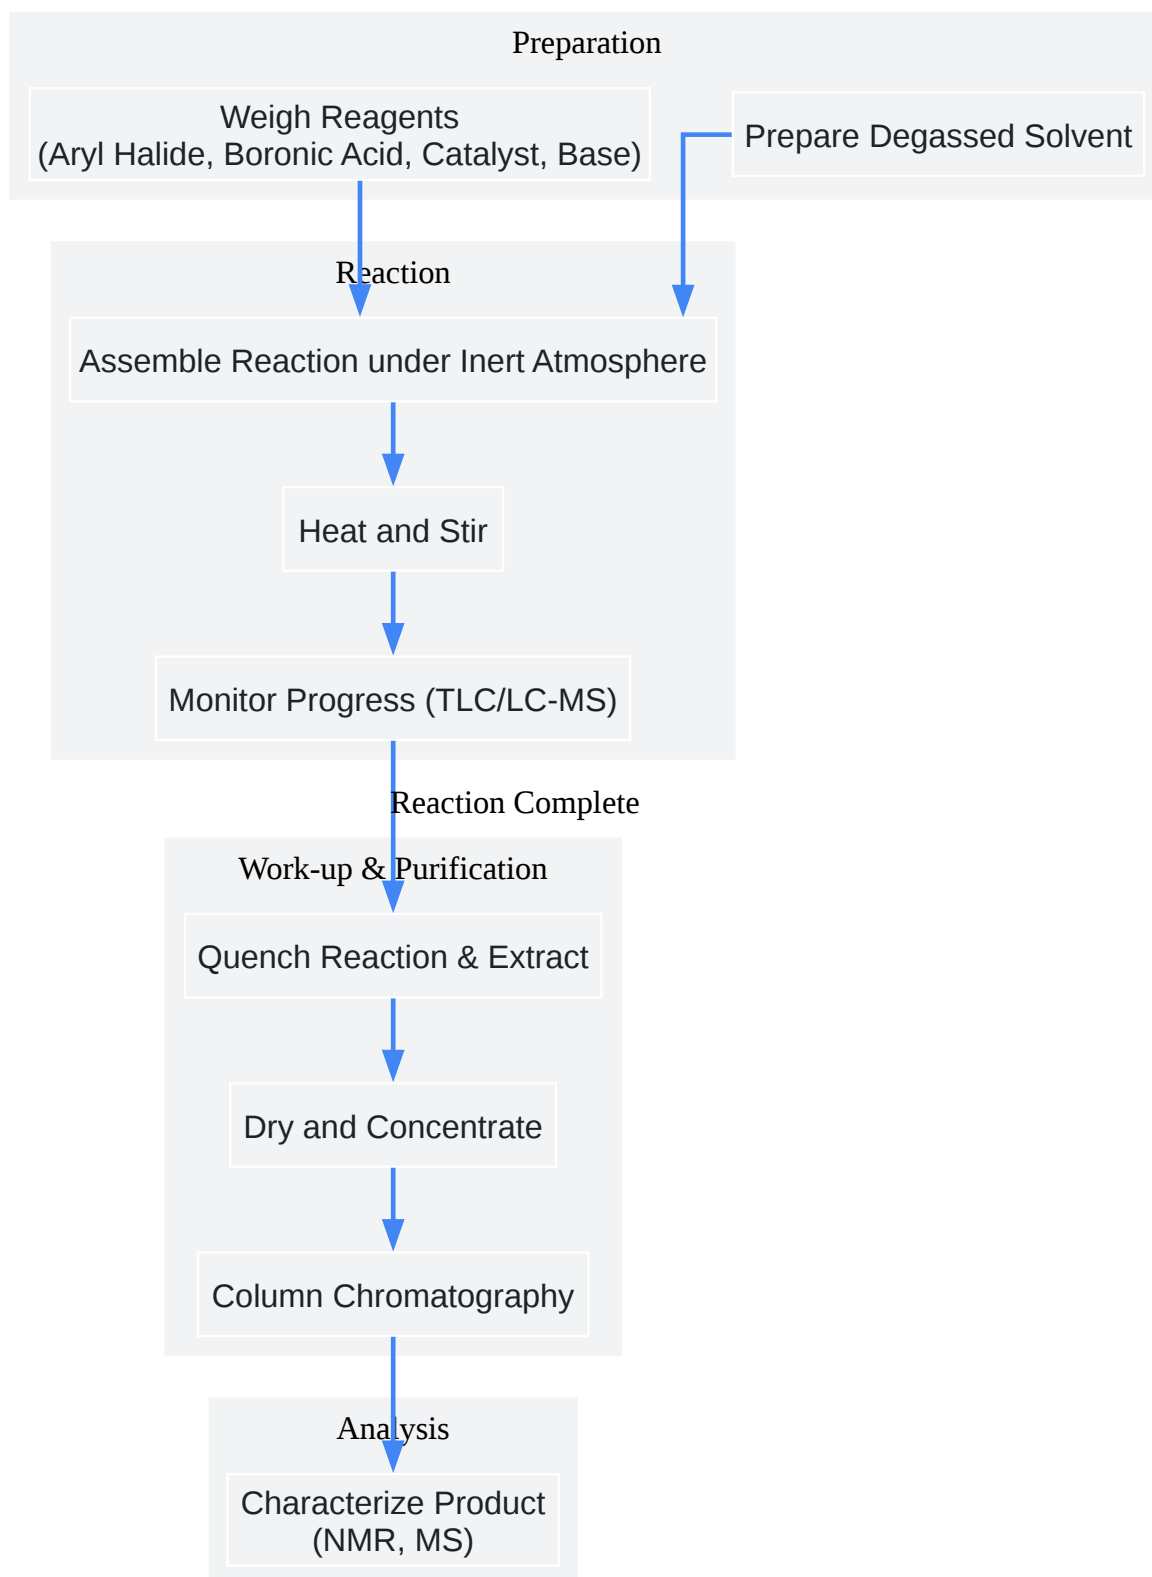 Preparation
Weigh Reagents
(Aryl Halide, Boronic Acid, Catalyst, Base)
Prepare Degassed Solvent
Reaction
Assemble Reaction under Inert Atmosphere
Heat and Stir
Monitor Progress (TLC/LC-MS)
Reaction Complete
Work-up & Purification
Quench Reaction & Extract
Dry and Concentrate
Column Chromatography
Analysis
Characterize Product
(NMR, MS)